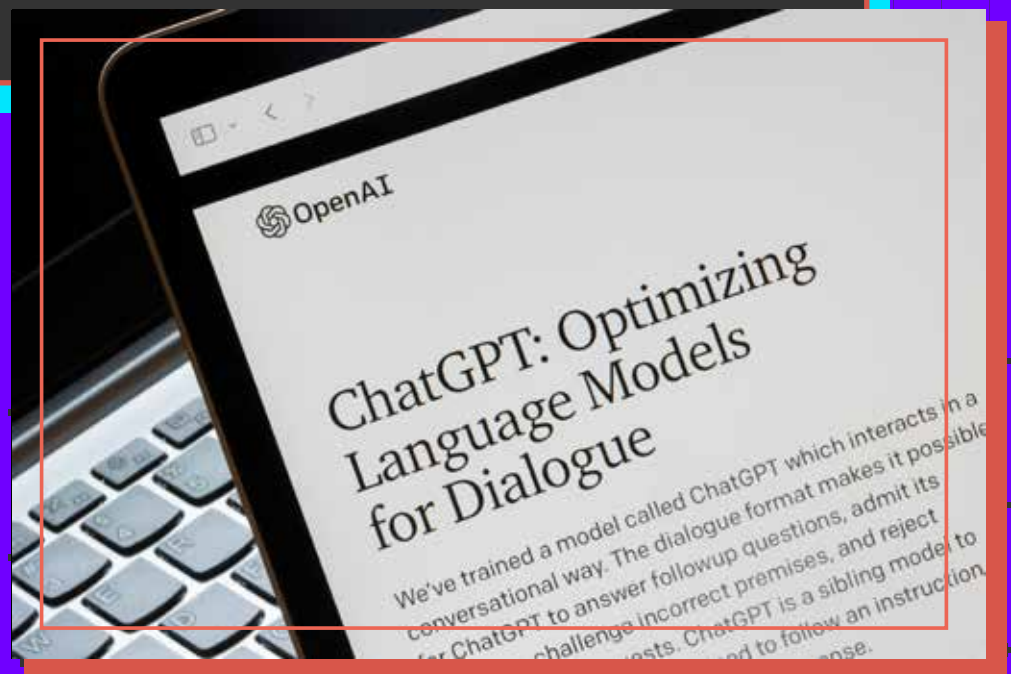 OpenAI
ChatGPT: Optimizing
Language Models
for Dialogue
We've trained a model called ChatGPT which interacts in a
conversational way. The dialogue format makes it possible
for ChatGPT to answer followup questions, admit its
challenge incorrect premises, and reject
ChatGPT is a sibling model to
to follow an instruction,